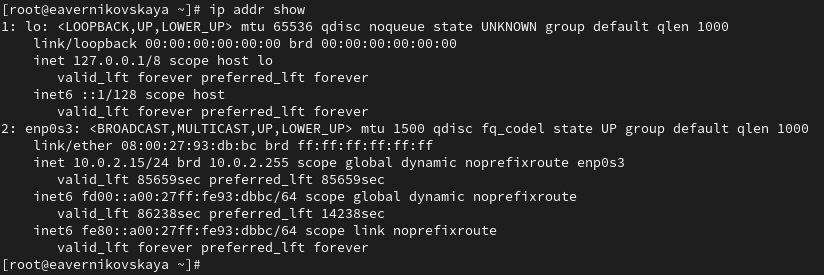 [root@eavernikovskaya ~]# ip addr show
1: lo: <LOOPBACK,UP,LOWER_UP> mtu 65536 qdisc noqueue state UNKNOWN group default qlen 1000
    link/loopback 00:00:00:00:00:00 brd 00:00:00:00:00:00
    inet 127.0.0.1/8 scope host lo
       valid_lft forever preferred_lft forever
    inet6 ::1/128 scope host
       valid_lft forever preferred_lft forever
2: enp0s3: <BROADCAST,MULTICAST,UP,LOWER_UP> mtu 1500 qdisc fq_codel state UP group default qlen 1000
    link/ether 08:00:27:93:db:bc brd ff:ff:ff:ff:ff:ff
    inet 10.0.2.15/24 brd 10.0.2.255 scope global dynamic noprefixroute enp0s3
       valid_lft 85659sec preferred_lft 85659sec
    inet6 fd00::a00:27ff:fe93:dbbc/64 scope global dynamic noprefixroute
       valid_lft 86238sec preferred_lft 14238sec
    inet6 fe80::a00:27ff:fe93:dbbc/64 scope link noprefixroute
       valid_lft forever preferred_lft forever
[root@eavernikovskaya ~]#